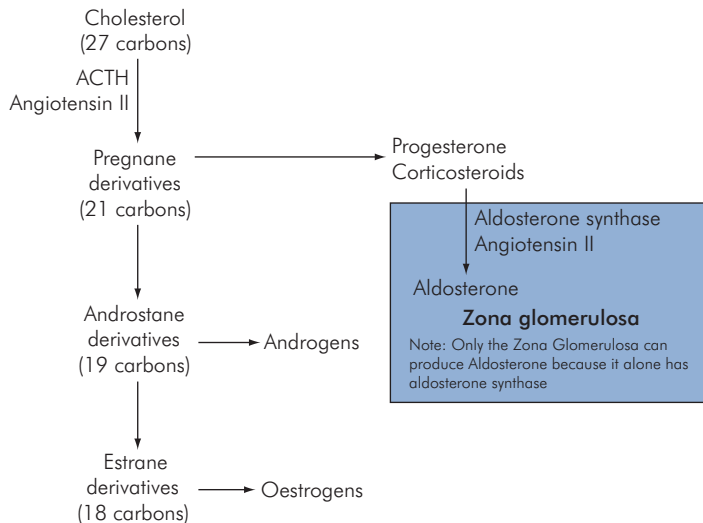 Cholesterol
(27 carbons)
ACTH
Angiotensin II
Pregnane
derivatives
(21 carbons)
Progesterone
Corticosteroids
Aldosterone synthase
Angiotensin II
Aldosterone
Zona glomerulosa
Note: Only the Zona Glomerulosa can
produce Aldosterone because it alone has
aldosterone synthase
Androstane
derivatives
(19 carbons)
Androgens
Estrane
derivatives
(18 carbons)
Oestrogens